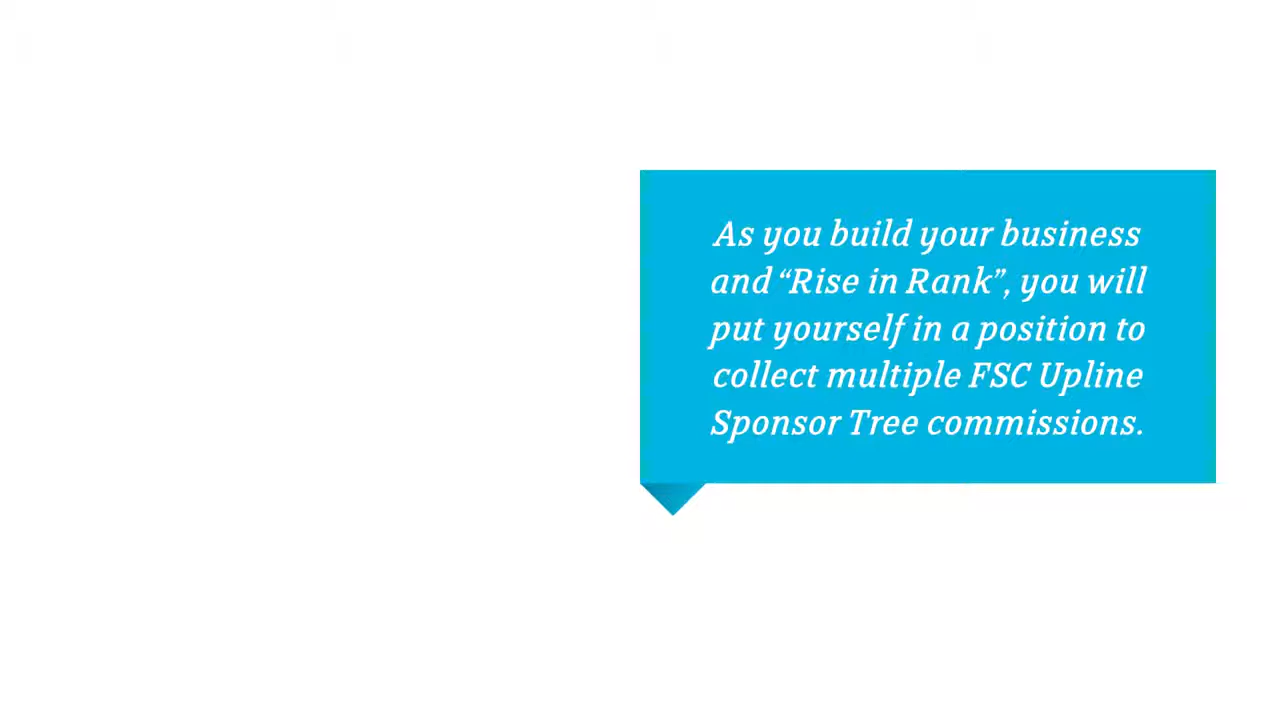 As you build your business
and “Rise in Rank”, you will
put yourself in a position to
collect multiple FSC Upline
Sponsor Tree commissions.